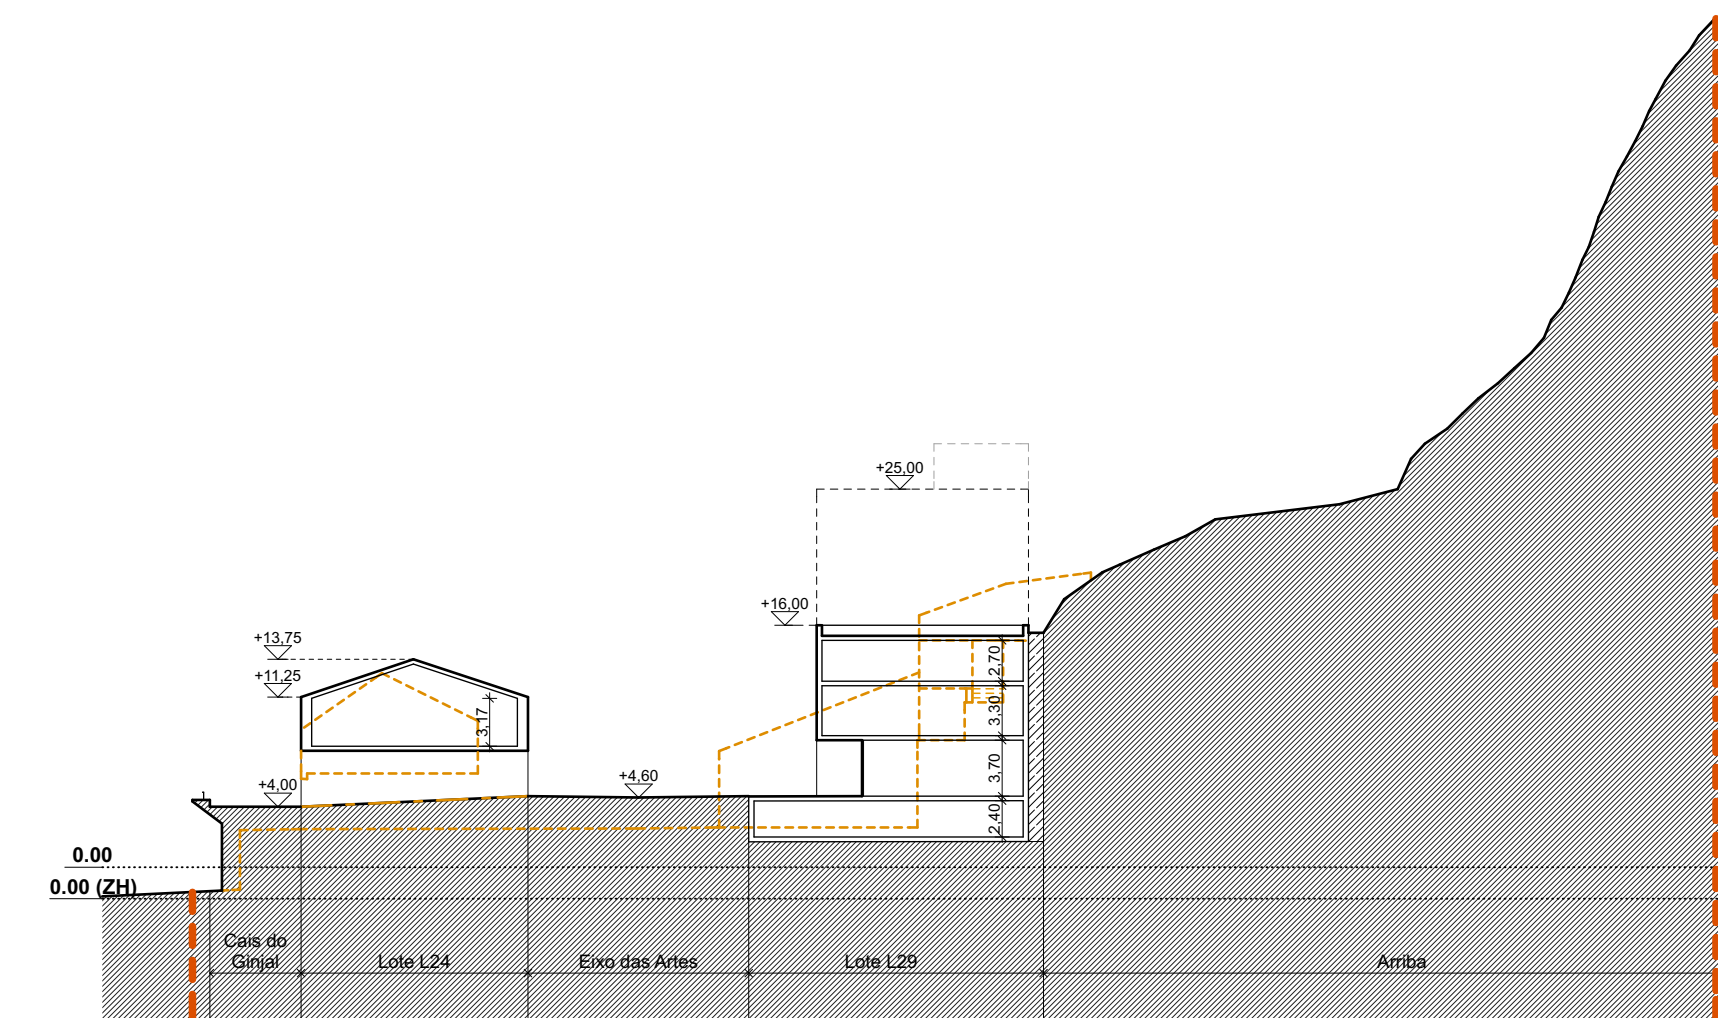 +25,00
+16,00
+13,75
+11,25
2,70
3,30
3,17
3,70
+4,60
+4,00
2,40
0.00
0.00 (ZH)
Cais do
Ginjal
Lote L24
Eixo das Artes
Lote L29
Arriba